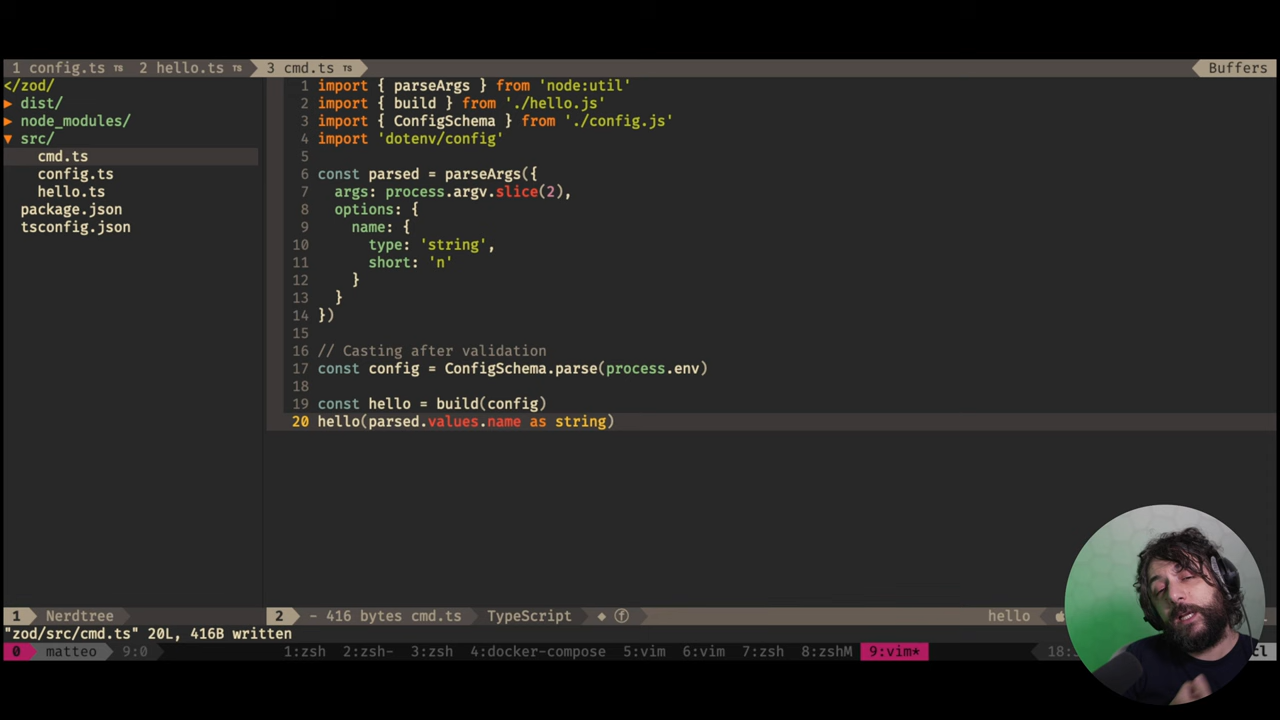 1 config.ts TS 2 hello.ts TS 3 cmd.ts TS Buffers
</zod/
▸ dist/
▸ node_modules/
▾ src/
cmd.ts
config.ts
hello.ts
package.json
tsconfig.json
1 import { parseArgs } from 'node:util'
2 import { build } from './hello.js'
3 import { ConfigSchema } from './config.js'
4 import 'dotenv/config'
5
6 const parsed = parseArgs({
7 args: process.argv.slice(2),
8 options: {
9 name: {
10 type: 'string',
11 short: 'n'
12 }
13 }
14 })
15
16 // Casting after validation
17 const config = ConfigSchema.parse(process.env)
18
19 const hello = build(config)
20 hello(parsed.values.name as string)
1 Nerdtree 2 - 416 bytes cmd.ts TypeScript hello
"zod/src/cmd.ts" 20L, 416B written
0 matteo 9:0 1:zsh 2:zsh- 3:zsh 4:docker-compose 5:vim 6:vim 7:zsh 8:zshM 9:vim*